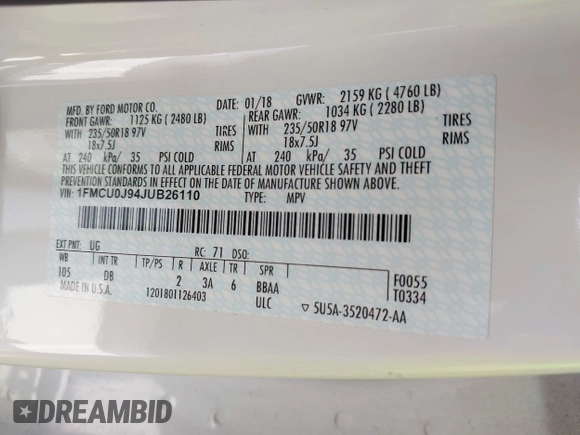 MFD. BY FORD MOTOR CO.
DATE: 01/18 GVWR: 2159 KG ( 4760 LB)
FRONT GAWR: 1125 KG ( 2480 LB)
REAR GAWR: 1034 KG ( 2280 LB)
WITH 235/50R18 97V TIRES
WITH 235/50R18 97V TIRES
18x7.5J RIMS
18x7.5J RIMS
AT 240 kPa/ 35 PSI COLD
AT 240 kPa/ 35 PSI COLD
THIS VEHICLE CONFORMS TO ALL APPLICABLE FEDERAL MOTOR VEHICLE SAFETY AND THEFT
PREVENTION STANDARDS IN EFFECT ON THE DATE OF MANUFACTURE SHOWN ABOVE.
VIN: 1FMCU0J94JUB26110 TYPE: MPV
EXT PNT: UG RC: 71 DSO:
WB INT TR TP/PS R AXLE TR SPR
105 DB 2 3A 6 BBAA
F0055
T0334
MADE IN U.S.A. 1201801126403 ULC
5U5A-3520472-AA
DREAMBID